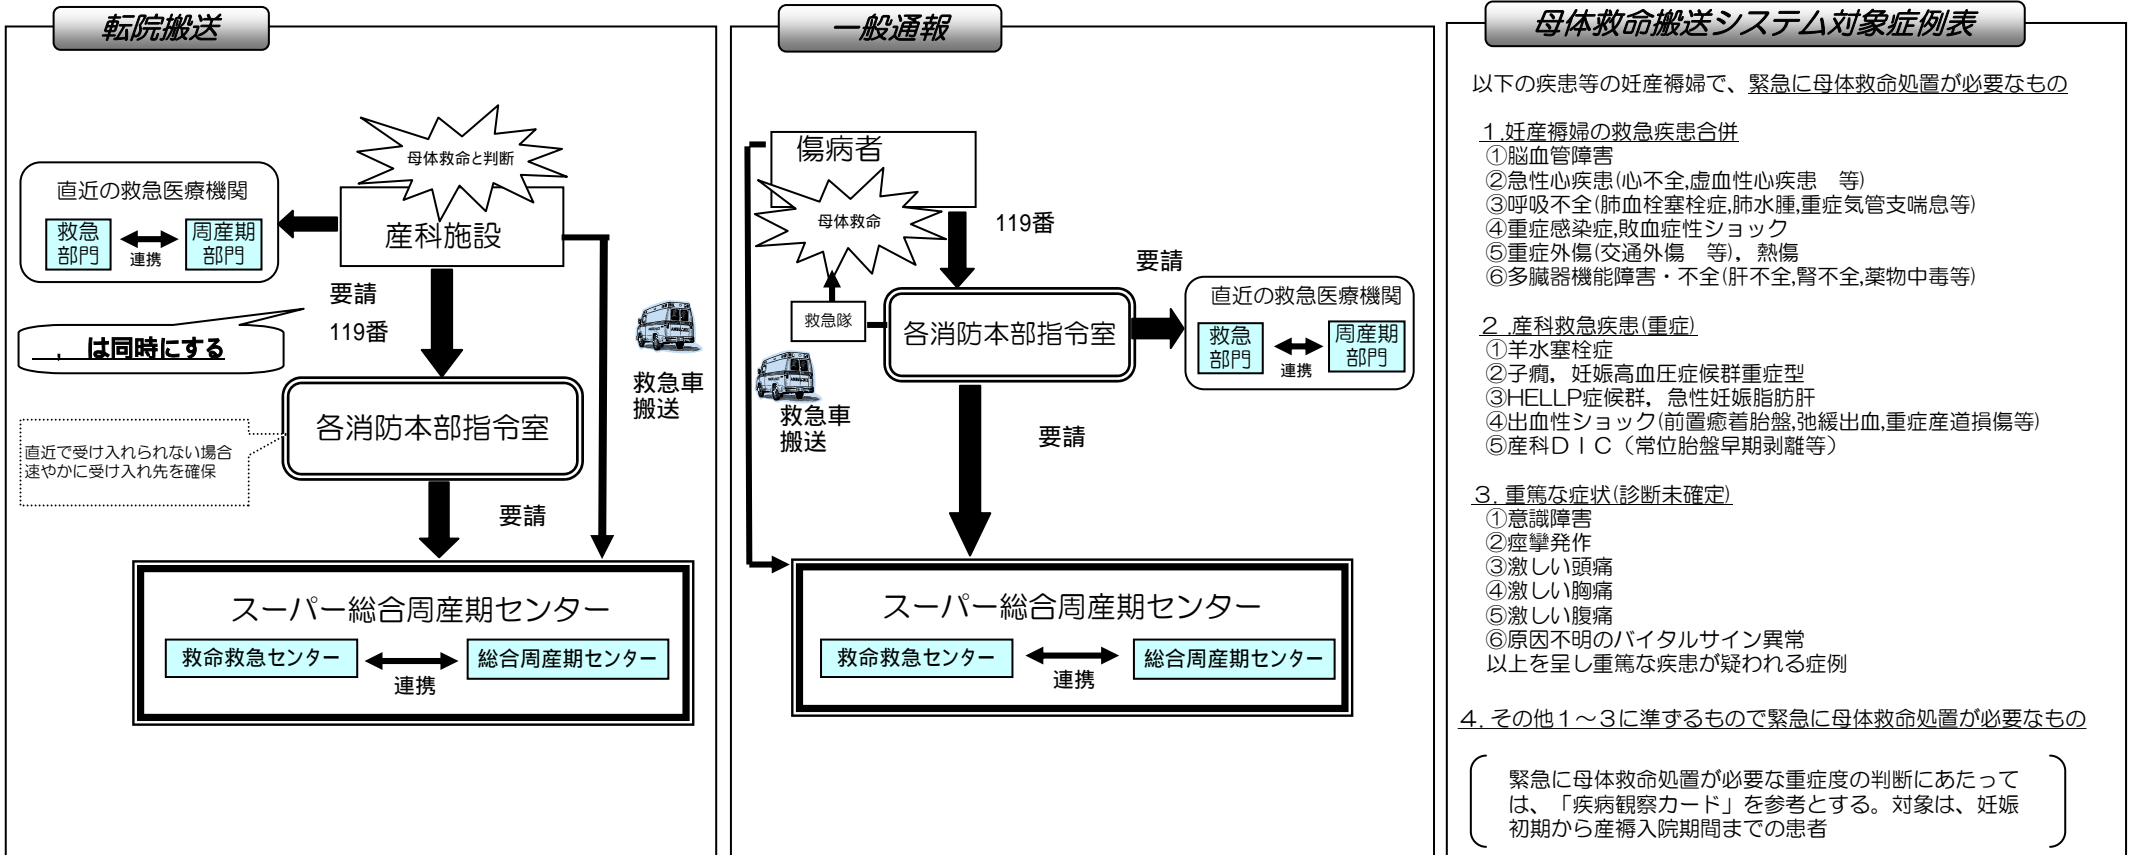 転院搬送
母体救命と判断
直近の救急医療機関
救急
部門
連携
周産期
部門
産科施設
要請
119番
、 は同時にする
救急車
搬送
各消防本部指令室
直近で受け入れられない場合
速やかに受け入れ先を確保
要請
スーパー総合周産期センター
救命救急センター
連携
総合周産期センター
一般通報
傷病者
母体救命
119番
要請
救急隊
各消防本部指令室
直近の救急医療機関
救急
部門
連携
周産期
部門
救急車
搬送
要請
スーパー総合周産期センター
救命救急センター
連携
総合周産期センター
母体救命搬送システム対象症例表
以下の疾患等の妊産褥婦で、緊急に母体救命処置が必要なもの
1.妊産褥婦の救急疾患合併
①脳血管障害
②急性心疾患(心不全,虚血性心疾患 等)
③呼吸不全(肺血栓塞栓症,肺水腫,重症気管支喘息等)
④重症感染症,敗血症性ショック
⑤重症外傷(交通外傷 等), 熱傷
⑥多臓器機能障害・不全(肝不全,腎不全,薬物中毒等)
2 .産科救急疾患(重症)
①羊水塞栓症
②子癇, 妊娠高血圧症候群重症型
③HELLP症候群, 急性妊娠脂肪肝
④出血性ショック(前置癒着胎盤,弛緩出血,重症産道損傷等)
⑤産科DIC(常位胎盤早期剥離等)
3. 重篤な症状(診断未確定)
①意識障害
②痙攣発作
③激しい頭痛
④激しい胸痛
⑤激しい腹痛
⑥原因不明のバイタルサイン異常
以上を呈し重篤な疾患が疑われる症例
4. その他1~3に準ずるもので緊急に母体救命処置が必要なもの
緊急に母体救命処置が必要な重症度の判断にあたって
は、「疾病観察カード」を参考とする。対象は、妊娠
初期から産褥入院期間までの患者